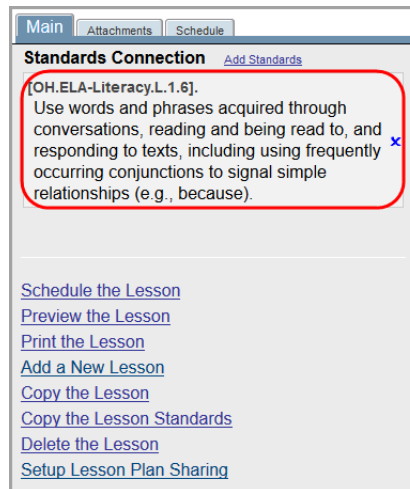 Main Attachments Schedule
Standards Connection Add Standards
[OH.ELA-Literacy.L.1.6].
Use words and phrases acquired through
conversations, reading and being read to, and
responding to texts, including using frequently x
occurring conjunctions to signal simple
relationships (e.g., because).
Schedule the Lesson
Preview the Lesson
Print the Lesson
Add a New Lesson
Copy the Lesson
Copy the Lesson Standards
Delete the Lesson
Setup Lesson Plan Sharing